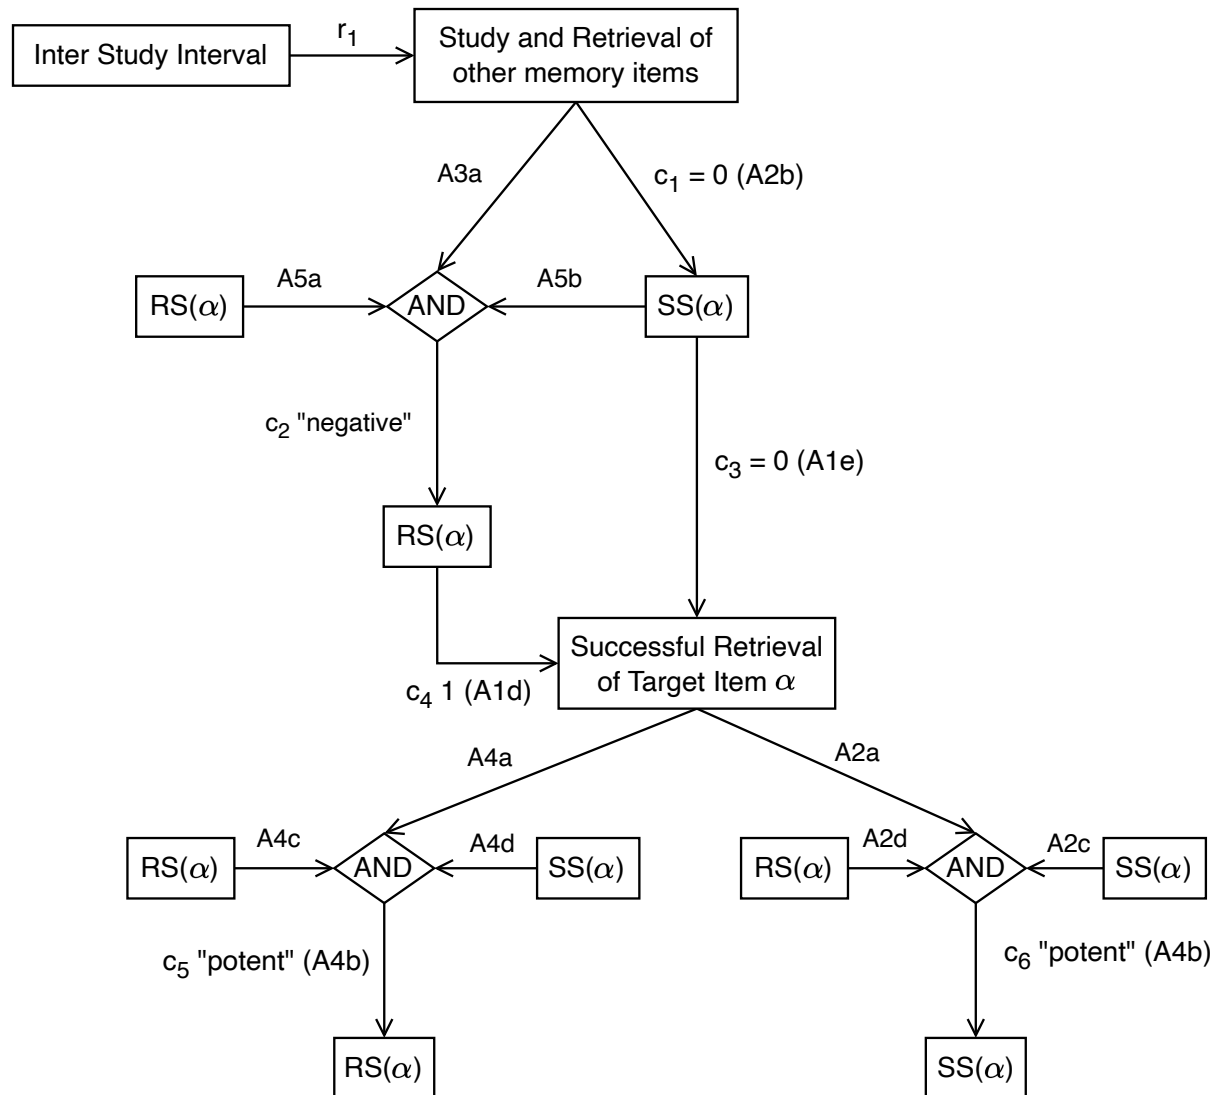 Inter Study Interval
r₁
Study and Retrieval of
other memory items
A3a
c₁ = 0 (A2b)
RS(α)
A5a
AND
A5b
SS(α)
c₂ "negative"
c₃ = 0 (A1e)
RS(α)
Successful Retrieval
of Target Item α
c₄ 1 (A1d)
A4a
A2a
RS(α)
A4c
AND
A4d
SS(α)
RS(α)
A2d
AND
A2c
SS(α)
c₅ "potent" (A4b)
c₆ "potent" (A4b)
RS(α)
SS(α)